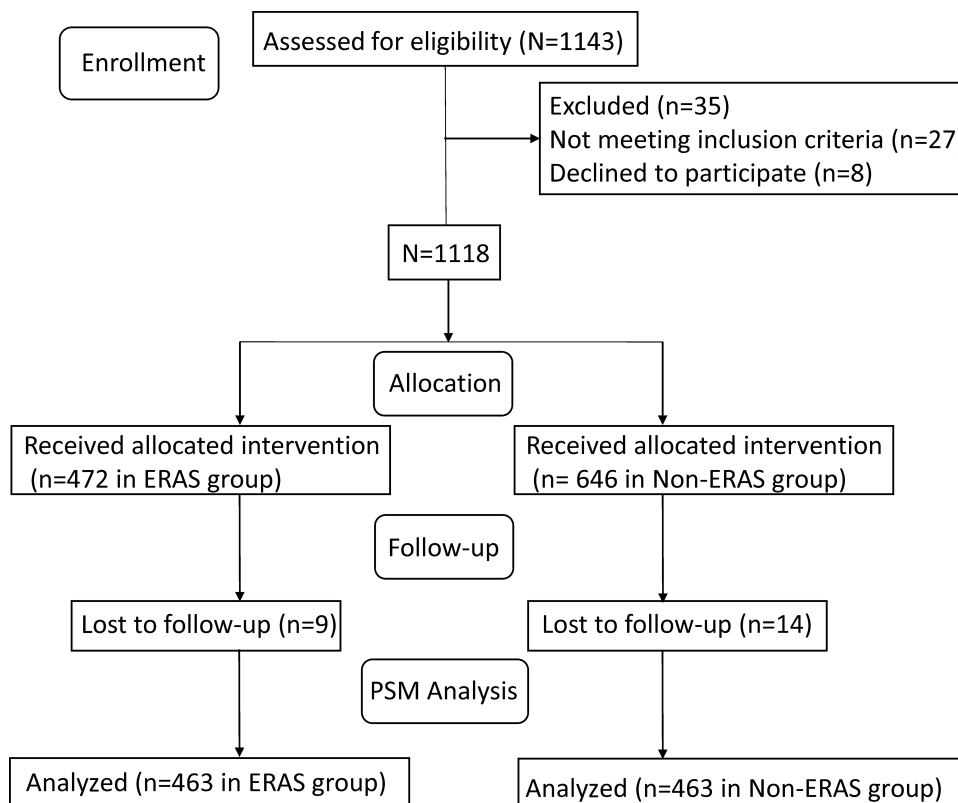 Assessed for eligibility (N=1143)
Enrollment
Excluded (n=35)
Not meeting inclusion criteria (n=27
Declined to participate (n=8)
N=1118
Allocation
Received allocated intervention
(n=472 in ERAS group)
Received allocated intervention
(n= 646 in Non-ERAS group)
Follow-up
Lost to follow-up (n=9)
Lost to follow-up (n=14)
PSM Analysis
Analyzed (n=463 in ERAS group)
Analyzed (n=463 in Non-ERAS group)